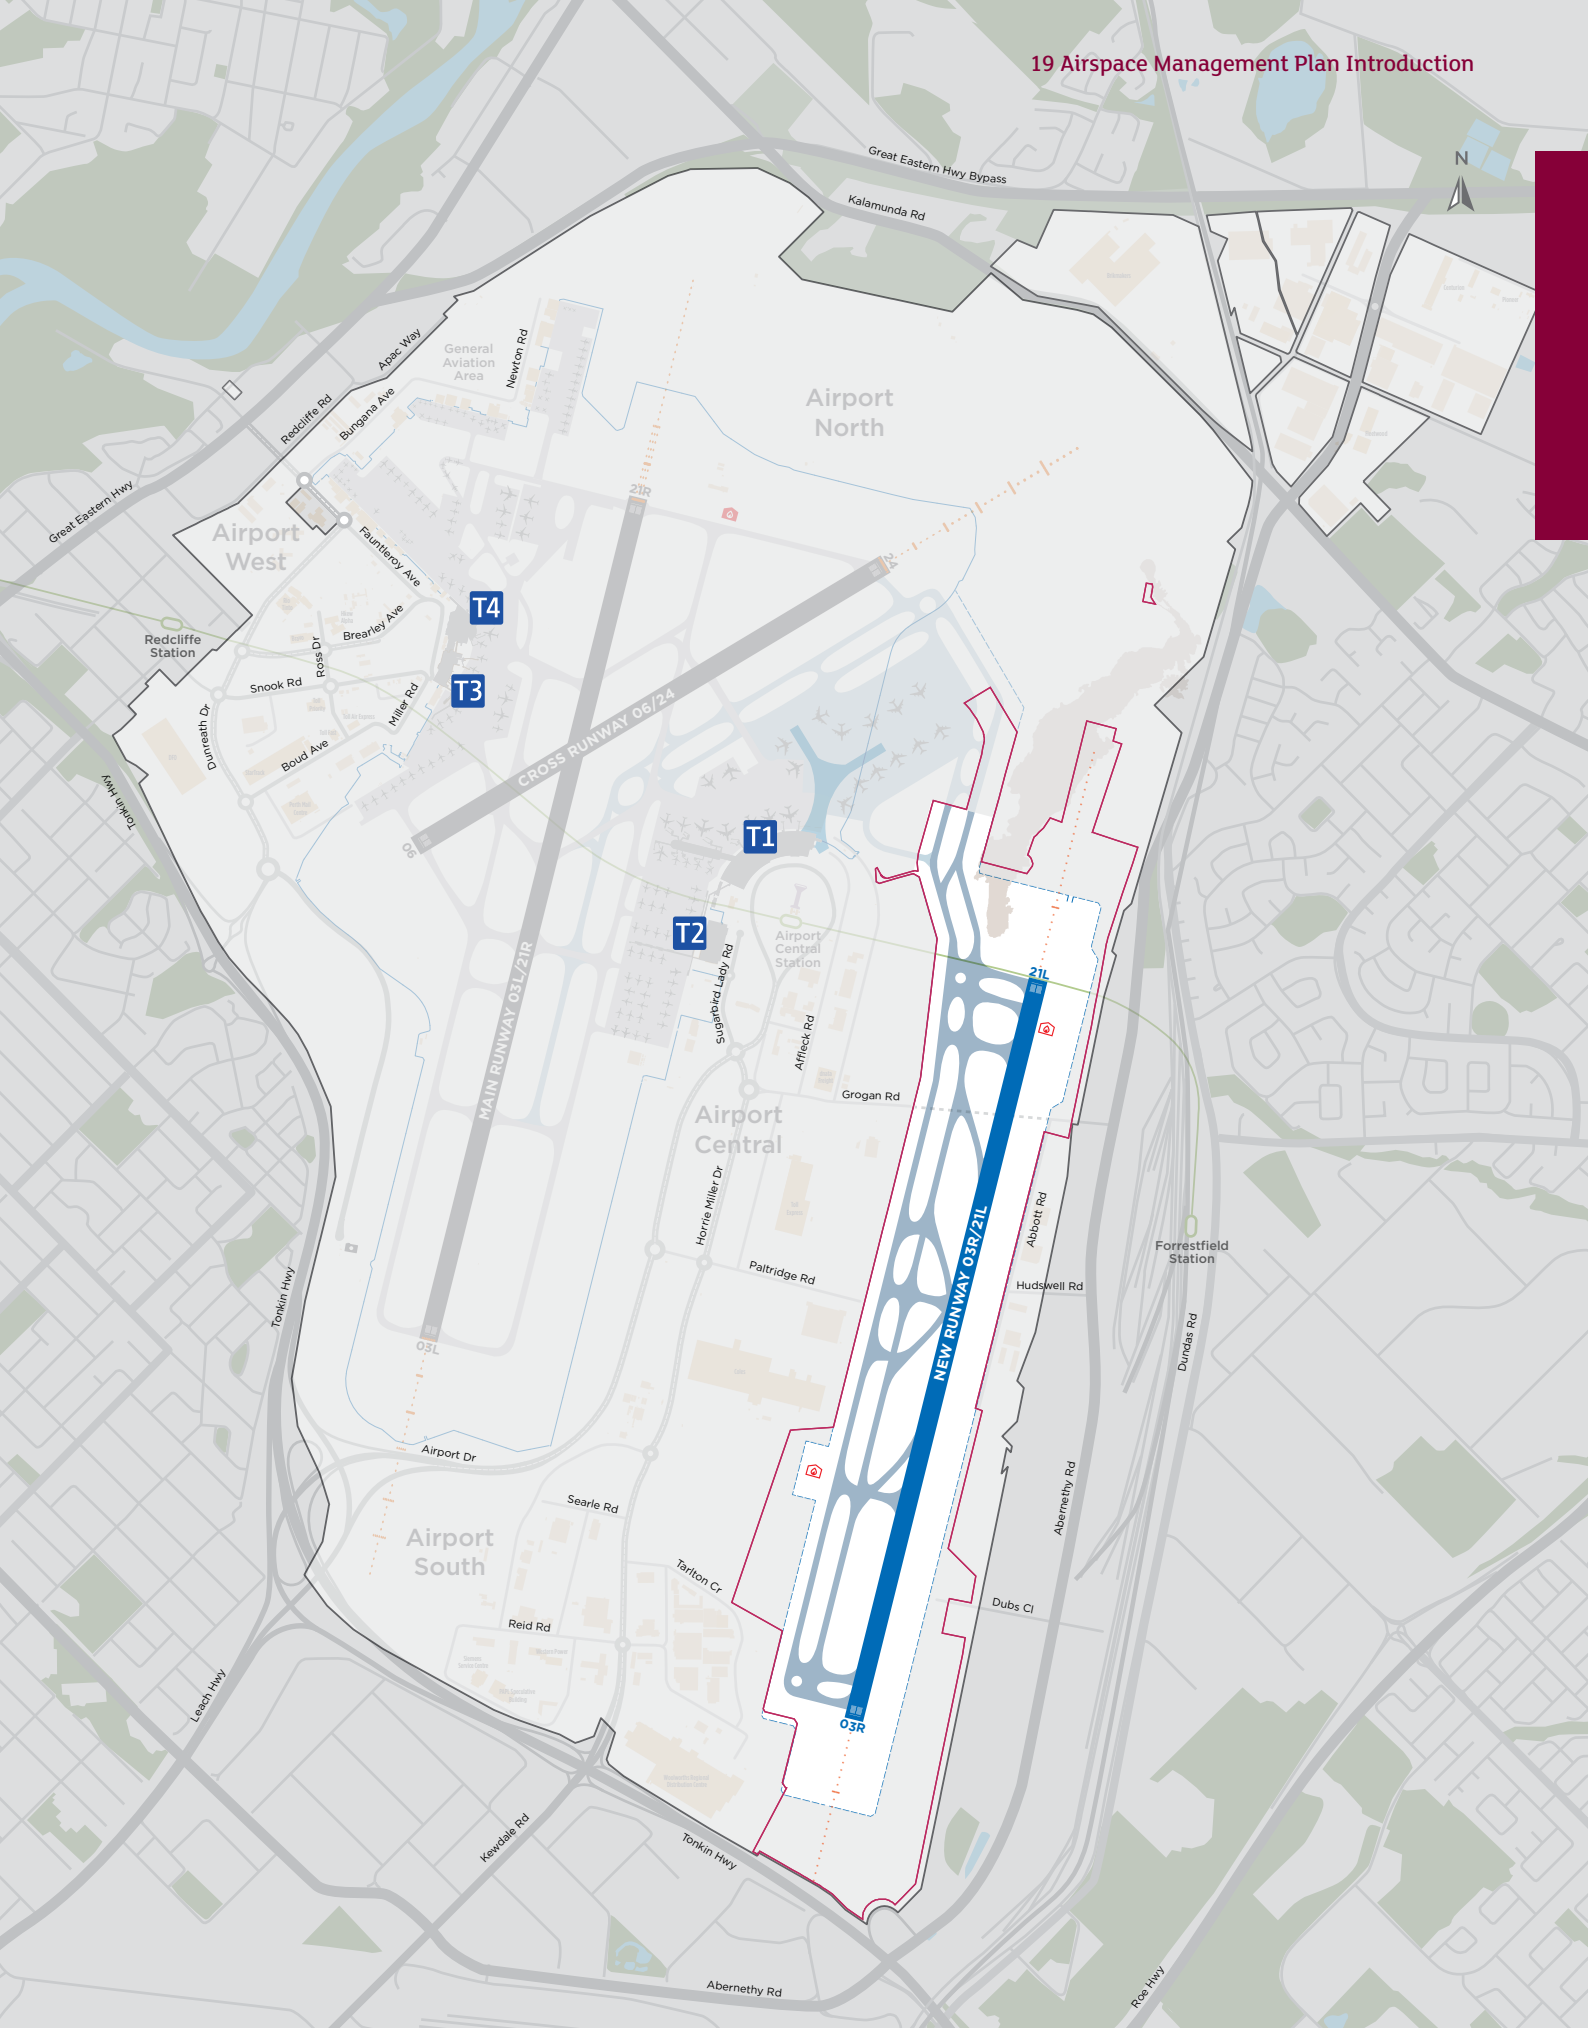 19 Airspace Management Plan Introduction
N
Great Eastern Hwy Bypass
Kalamunda Rd
Newton Rd
General
Aviation
Area
Apac Way
Bungana Ave
Redcliffe Rd
Airport
North
Great Eastern Hwy
21R
Airport
West
Fauntleroy Ave
24
T4
Brearley Ave
Redcliffe
Station
Ross Dr
Snook Rd
T3
Miller Rd
Dunreath Dr
Boud Ave
CROSS RUNWAY 06/24
Tonkin Hwy
06
T1
T2
Airport
Central
Station
Sugarbird Lady Rd
MAIN RUNWAY 03L/21R
21L
Affleck Rd
Grogan Rd
Airport
Central
Horrie Miller Dr
Abbott Rd
NEW RUNWAY 03R/21L
Forrestfield
Station
Paltridge Rd
Hudswell Rd
Tonkin Hwy
Dundas Rd
03L
Airport Dr
Searle Rd
Abernethy Rd
Airport
South
Tarlton Cr
Dubs Cl
Reid Rd
Leach Hwy
03R
Kewdale Rd
Tonkin Hwy
Abernethy Rd
Roe Hwy